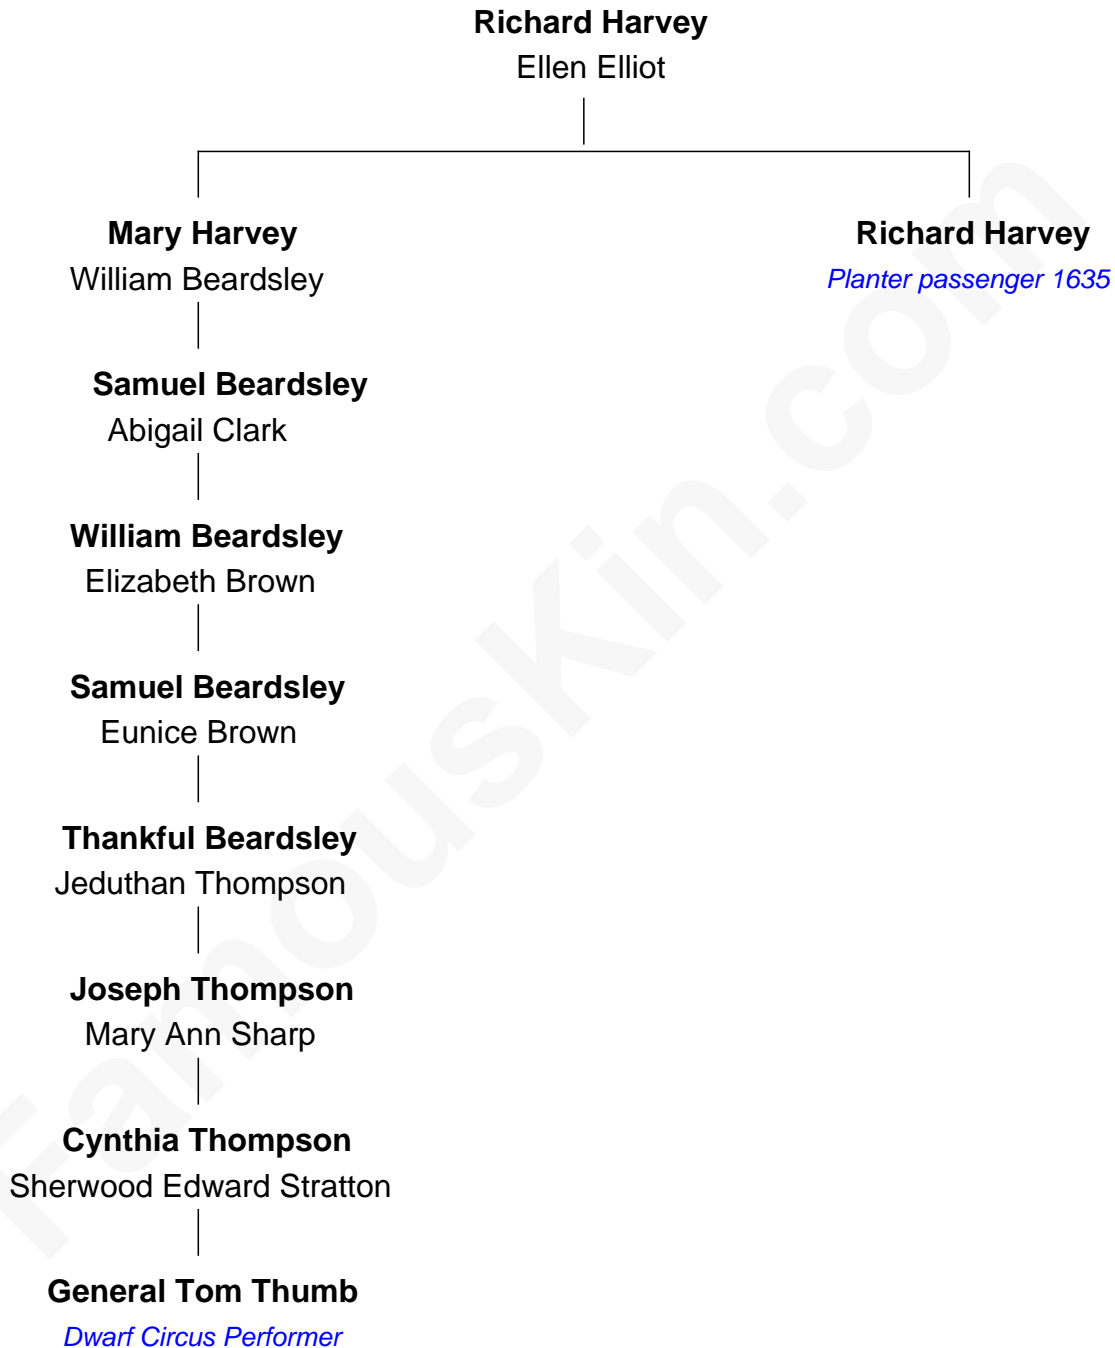 Richard Harvey
Ellen Elliot
Mary Harvey
William Beardsley
Richard Harvey
Planter passenger 1635
Samuel Beardsley
Abigail Clark
William Beardsley
Elizabeth Brown
Samuel Beardsley
Eunice Brown
Thankful Beardsley
Jeduthan Thompson
Joseph Thompson
Mary Ann Sharp
Cynthia Thompson
Sherwood Edward Stratton
General Tom Thumb
Dwarf Circus Performer
FamousKin.com